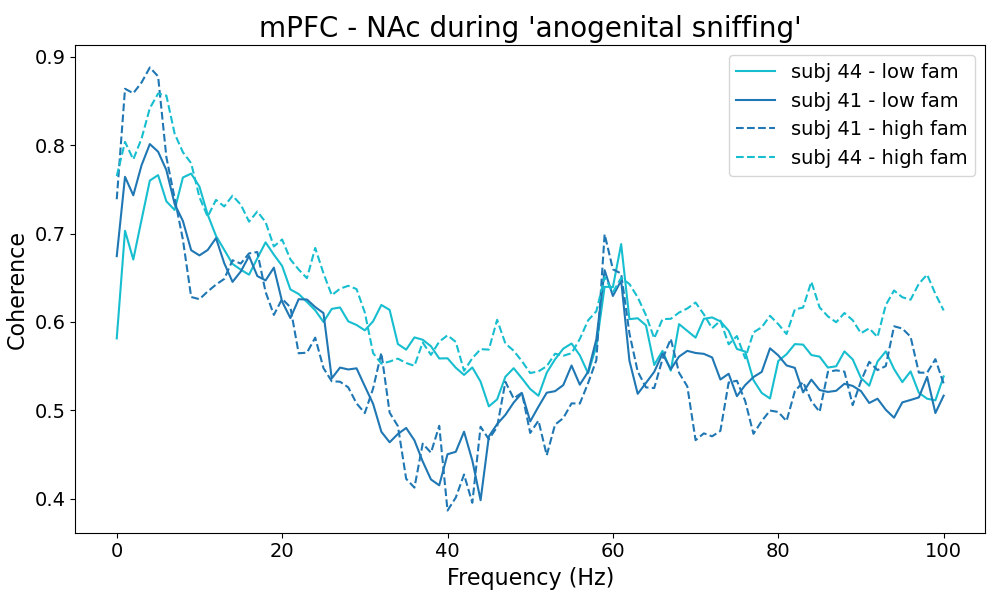 mPFC - NAc during 'anogenital sniffing'
subj 44 - low fam
subj 41 - low fam
subj 41 - high fam
subj 44 - high fam
Coherence
0.9
0.8
0.7
0.6
0.5
0.4
0 20 40 60 80 100
Frequency (Hz)